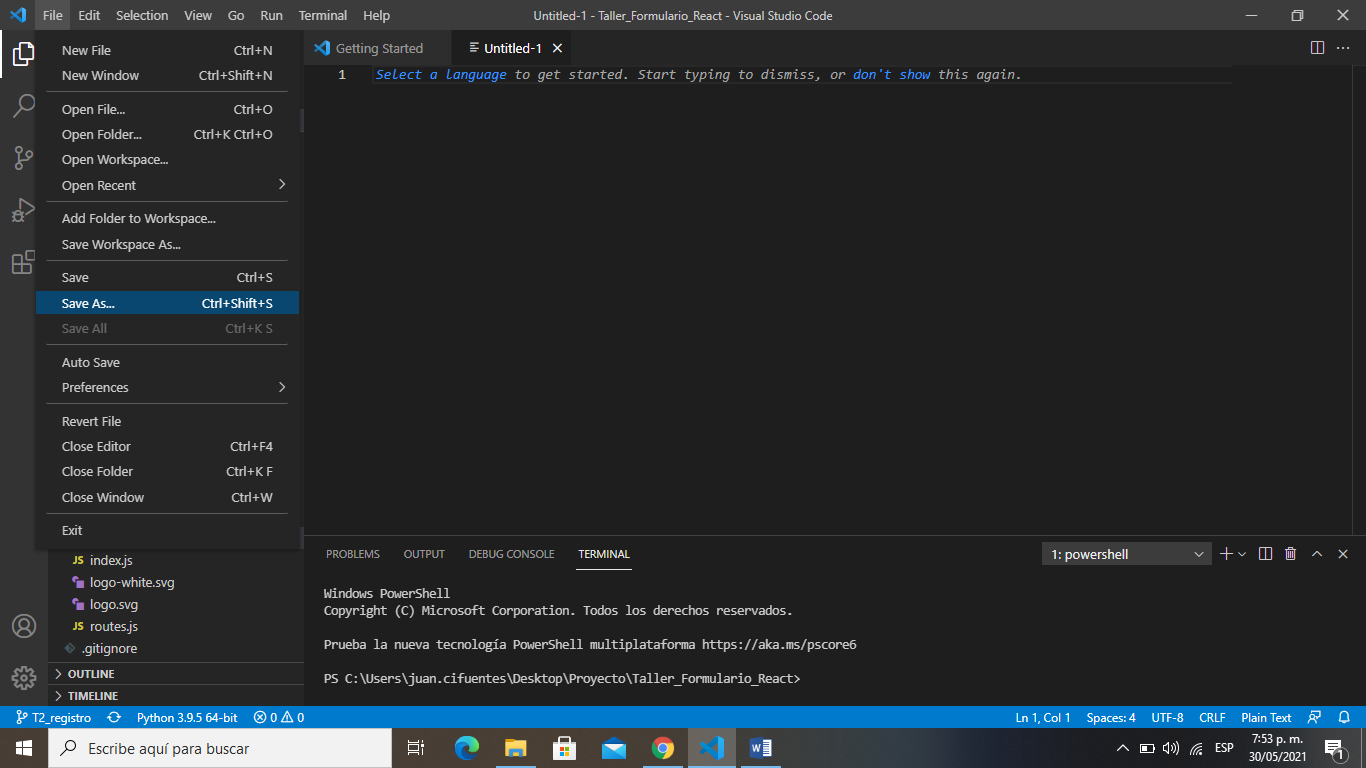 File Edit Selection View Go Run Terminal Help Untitled-1 - Taller_Formulario_React - Visual Studio Code
New File Ctrl+N
New Window Ctrl+Shift+N
Open File... Ctrl+O
Open Folder... Ctrl+K Ctrl+O
Open Workspace...
Open Recent
Add Folder to Workspace...
Save Workspace As...
Save Ctrl+S
Save As... Ctrl+Shift+S
Save All Ctrl+K S
Auto Save
Preferences
Revert File
Close Editor Ctrl+F4
Close Folder Ctrl+K F
Close Window Ctrl+W
Exit
JS index.js
logo-white.svg
logo.svg
JS routes.js
.gitignore
OUTLINE
TIMELINE
Getting Started Untitled-1
1 Select a language to get started. Start typing to dismiss, or don't show this again.
PROBLEMS OUTPUT DEBUG CONSOLE TERMINAL 1: powershell
Windows PowerShell
Copyright (C) Microsoft Corporation. Todos los derechos reservados.
Prueba la nueva tecnología PowerShell multiplataforma https://aka.ms/pscore6
PS C:\Users\juan.cifuentes\Desktop\Proyecto\Taller_Formulario_React>
T2_registro Python 3.9.5 64-bit 0 0 Ln 1, Col 1 Spaces: 4 UTF-8 CRLF Plain Text
Escribe aquí para buscar
ESP
7:53 p. m.
30/05/2021
1